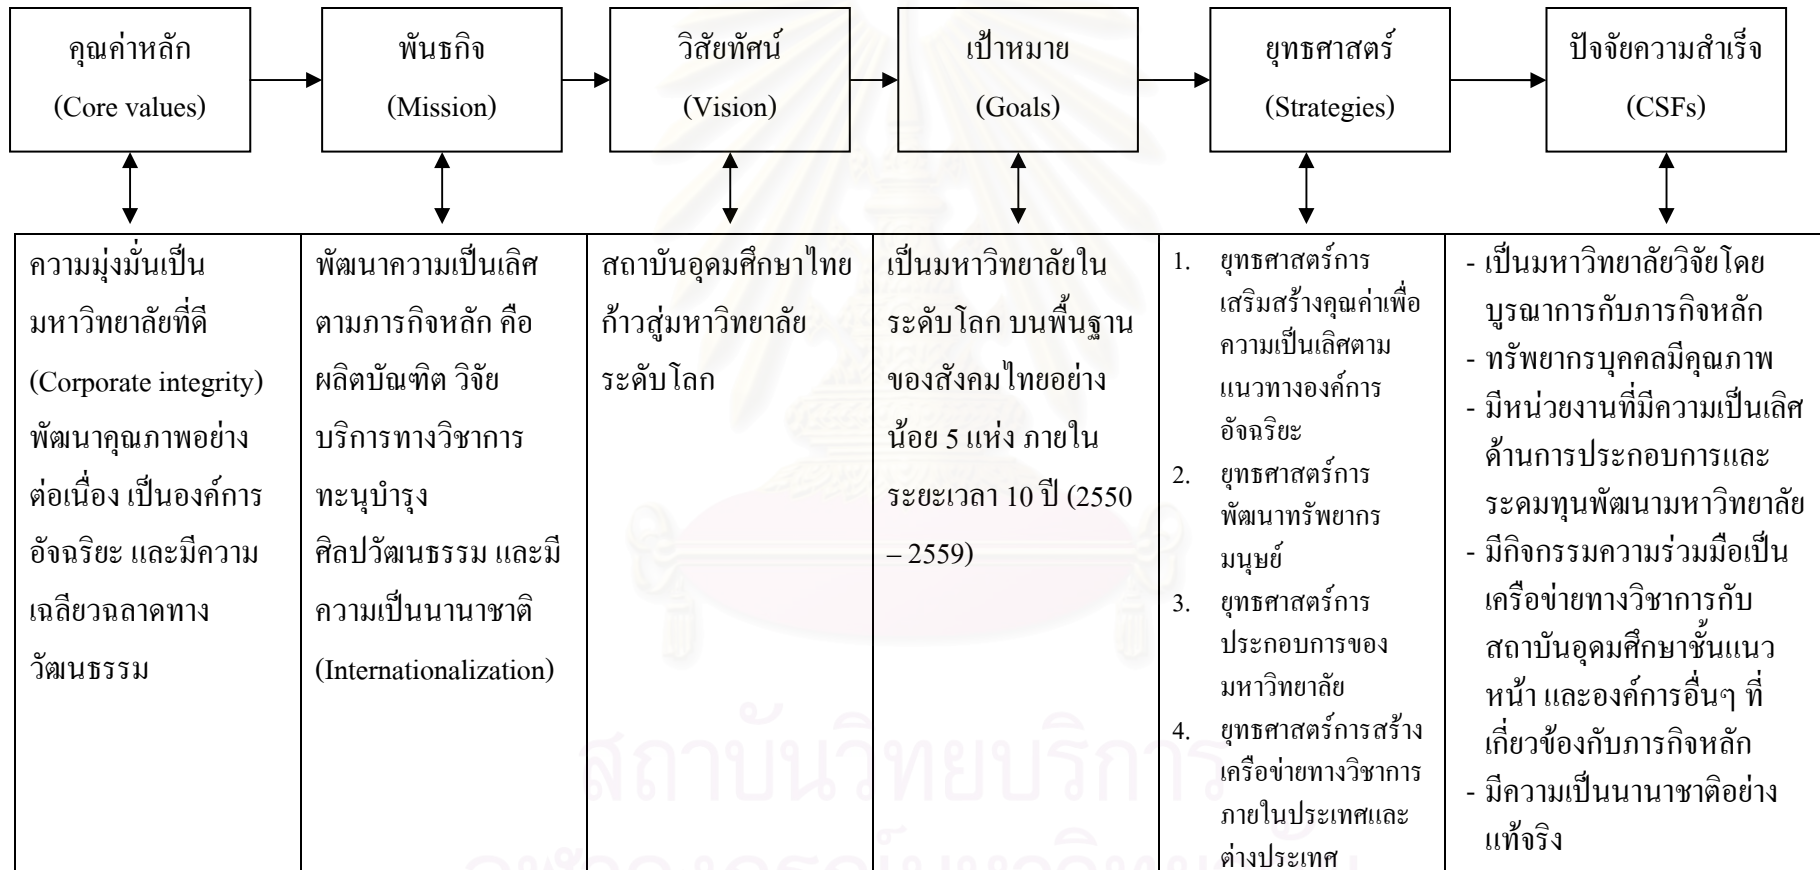 คุณค่าหลัก
(Core values)
พันธกิจ
(Mission)
วิสัยทัศน์
(Vision)
เป้าหมาย
(Goals)
ยุทธศาสตร์
(Strategies)
ปัจจัยความสำเร็จ
(CSFs)
ความมุ่งมั่นเป็น
มหาวิทยาลัยที่ดี
(Corporate integrity)
พัฒนาคุณภาพอย่าง
ต่อเนื่อง เป็นองค์การ
อัจฉริยะ และมีความ
เฉลียวฉลาดทาง
วัฒนธรรม
พัฒนาความเป็นเลิศ
ตามภารกิจหลัก คือ
ผลิตบัณฑิต วิจัย
บริการทางวิชาการ
ทะนุบำรุง
ศิลปวัฒนธรรม และมี
ความเป็นนานาชาติ
(Internationalization)
สถาบันอุดมศึกษาไทย
ก้าวสู่มหาวิทยาลัย
ระดับโลก
เป็นมหาวิทยาลัยใน
ระดับโลก บนพื้นฐาน
ของสังคมไทยอย่าง
น้อย 5 แห่ง ภายใน
ระยะเวลา 10 ปี (2550
– 2559)
1. ยุทธศาสตร์การ
เสริมสร้างคุณค่าเพื่อ
ความเป็นเลิศตาม
แนวทางองค์การ
อัจฉริยะ
2. ยุทธศาสตร์การ
พัฒนาทรัพยากร
มนุษย์
3. ยุทธศาสตร์การ
ประกอบการของ
มหาวิทยาลัย
4. ยุทธศาสตร์การสร้าง
เครือข่ายทางวิชาการ
ภายในประเทศและ
ต่างประเทศ
- เป็นมหาวิทยาลัยวิจัยโดย
บูรณาการกับภารกิจหลัก
- ทรัพยากรบุคคลมีคุณภาพ
- มีหน่วยงานที่มีความเป็นเลิศ
ด้านการประกอบการและ
ระดมทุนพัฒนามหาวิทยาลัย
- มีกิจกรรมความร่วมมือเป็น
เครือข่ายทางวิชาการกับ
สถาบันอุดมศึกษาชั้นแนว
หน้า และองค์การอื่นๆ ที่
เกี่ยวข้องกับภารกิจหลัก
- มีความเป็นนานาชาติอย่าง
แท้จริง
สถาบันวิทยบริการ
จุฬาลงกรณ์มหาวิทยาลัย